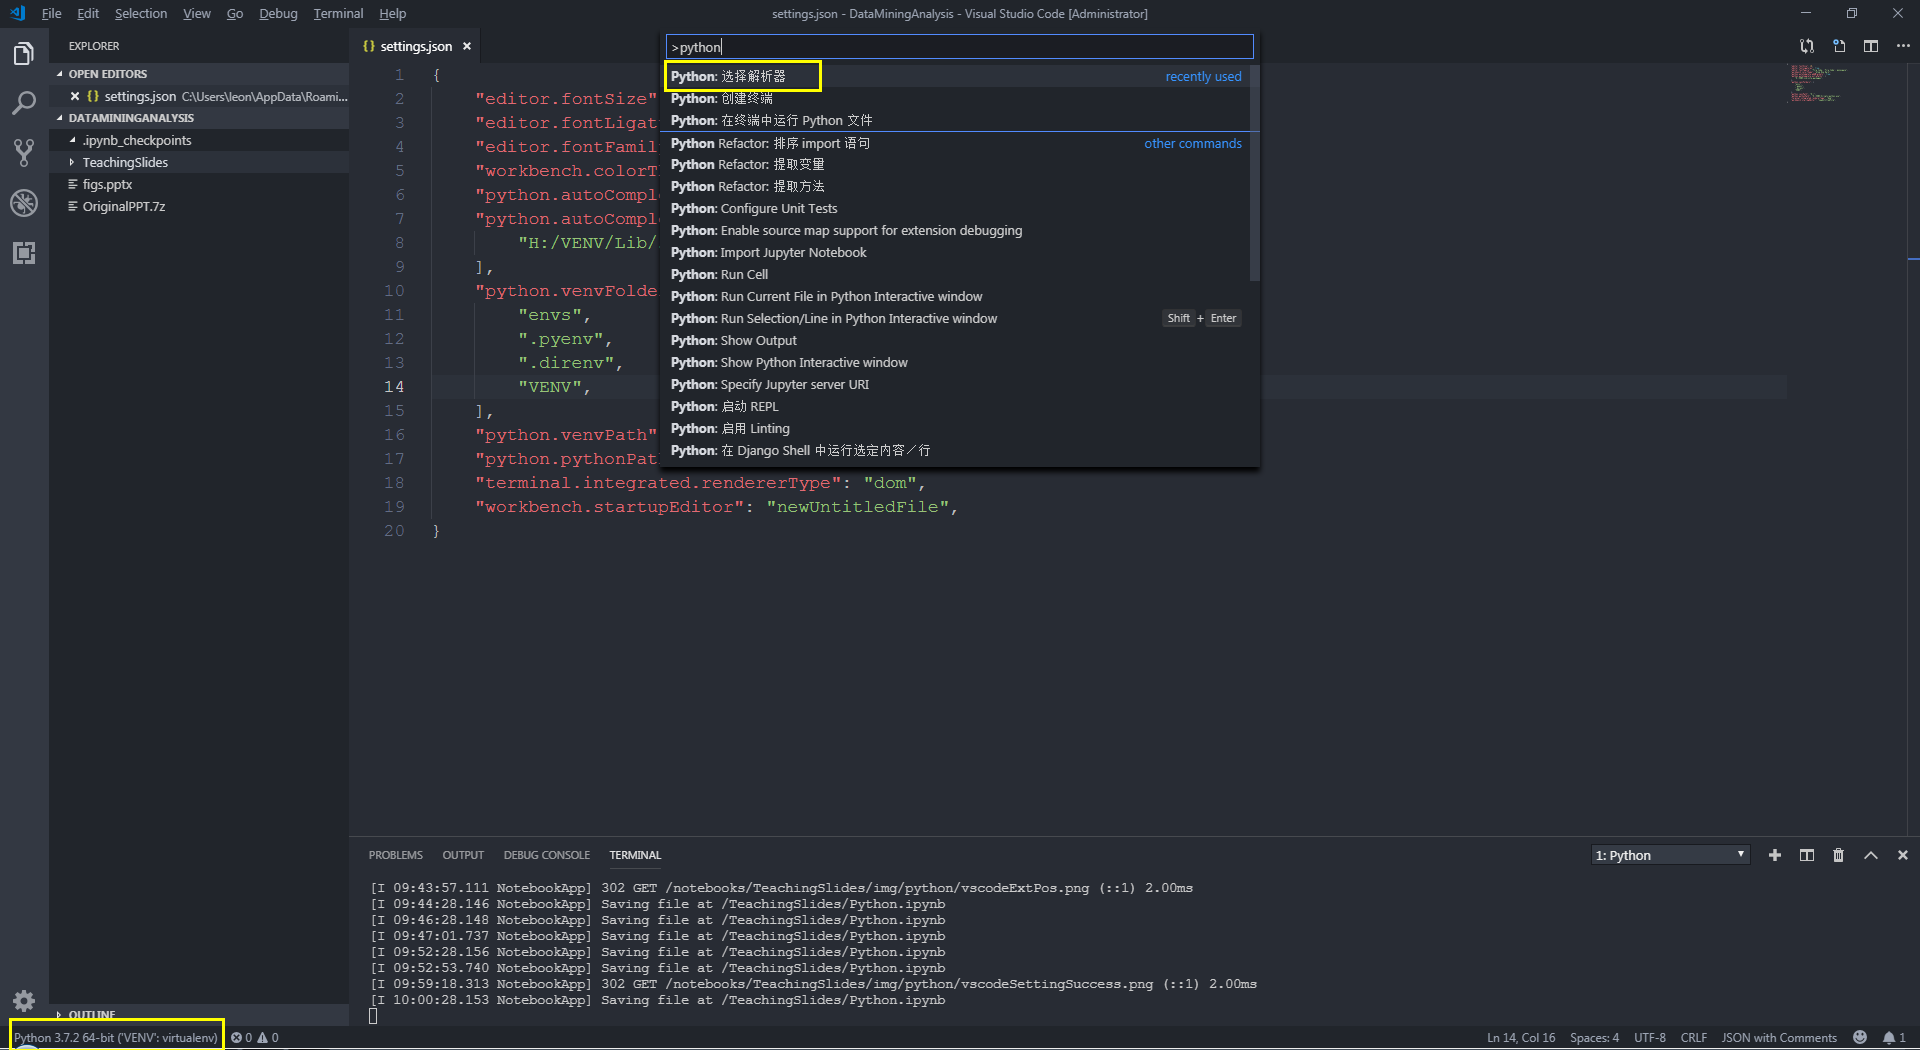 File Edit Selection View Go Debug Terminal Help
settings.json - DataMiningAnalysis - Visual Studio Code [Administrator]
EXPLORER
OPEN EDITORS
settings.json C:\Users\leon\AppData\Roami...
DATAMININGANALYSIS
.ipynb_checkpoints
TeachingSlides
figs.pptx
OriginalPPT.7z
OUTLINE
{} settings.json
1 {
2 "editor.fontSize"
3 "editor.fontLigat
4 "editor.fontFamil
5 "workbench.colorT
6 "python.autoCompl
7 "python.autoCompl
8 "H:/VENV/Lib/
9 ],
10 "python.venvFolde
11 "envs",
12 ".pyenv",
13 ".direnv",
14 "VENV",
15 ],
16 "python.venvPath"
17 "python.pythonPat
18 "terminal.integrated.rendererType": "dom",
19 "workbench.startupEditor": "newUntitledFile",
20 }
>python
Python: 选择解析器 recently used
Python: 创建终端
Python: 在终端中运行 Python 文件
Python Refactor: 排序 import 语句 other commands
Python Refactor: 提取变量
Python Refactor: 提取方法
Python: Configure Unit Tests
Python: Enable source map support for extension debugging
Python: Import Jupyter Notebook
Python: Run Cell
Python: Run Current File in Python Interactive window
Python: Run Selection/Line in Python Interactive window Shift + Enter
Python: Show Output
Python: Show Python Interactive window
Python: Specify Jupyter server URI
Python: 启动 REPL
Python: 启用 Linting
Python: 在 Django Shell 中运行选定内容／行
PROBLEMS OUTPUT DEBUG CONSOLE TERMINAL 1: Python
[I 09:43:57.111 NotebookApp] 302 GET /notebooks/TeachingSlides/img/python/vscodeExtPos.png (::1) 2.00ms
[I 09:44:28.146 NotebookApp] Saving file at /TeachingSlides/Python.ipynb
[I 09:46:28.148 NotebookApp] Saving file at /TeachingSlides/Python.ipynb
[I 09:47:01.737 NotebookApp] Saving file at /TeachingSlides/Python.ipynb
[I 09:52:28.156 NotebookApp] Saving file at /TeachingSlides/Python.ipynb
[I 09:52:53.740 NotebookApp] Saving file at /TeachingSlides/Python.ipynb
[I 09:59:18.313 NotebookApp] 302 GET /notebooks/TeachingSlides/img/python/vscodeSettingSuccess.png (::1) 2.00ms
[I 10:00:28.153 NotebookApp] Saving file at /TeachingSlides/Python.ipynb
Python 3.7.2 64-bit ('VENV': virtualenv) 0 0 Ln 14, Col 16 Spaces: 4 UTF-8 CRLF JSON with Comments 1